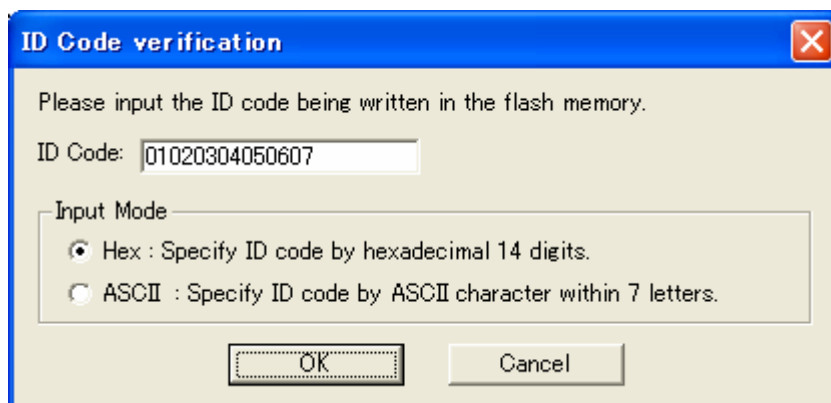 ID Code verification
Please input the ID code being written in the flash memory.
ID Code: 01020304050607
Input Mode
Hex : Specify ID code by hexadecimal 14 digits.
ASCII : Specify ID code by ASCII character within 7 letters.
OK Cancel